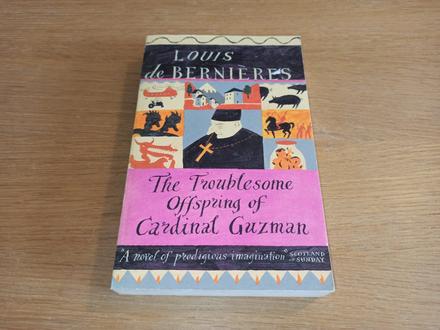 LOUIS
de BERNIÈRES
The Troublesome
Offspring of
Cardinal Guzman
"A novel of prodigious imagination" SCOTLAND
on SUNDAY